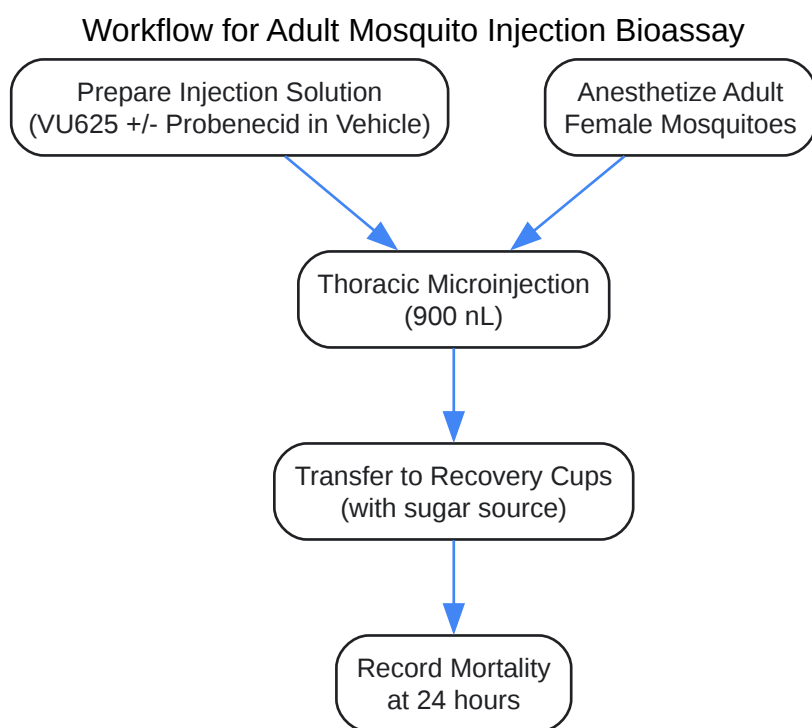 Workflow for Adult Mosquito Injection Bioassay
Prepare Injection Solution
(VU625 +/- Probenecid in Vehicle)
Anesthetize Adult
Female Mosquitoes
Thoracic Microinjection
(900 nL)
Transfer to Recovery Cups
(with sugar source)
Record Mortality
at 24 hours